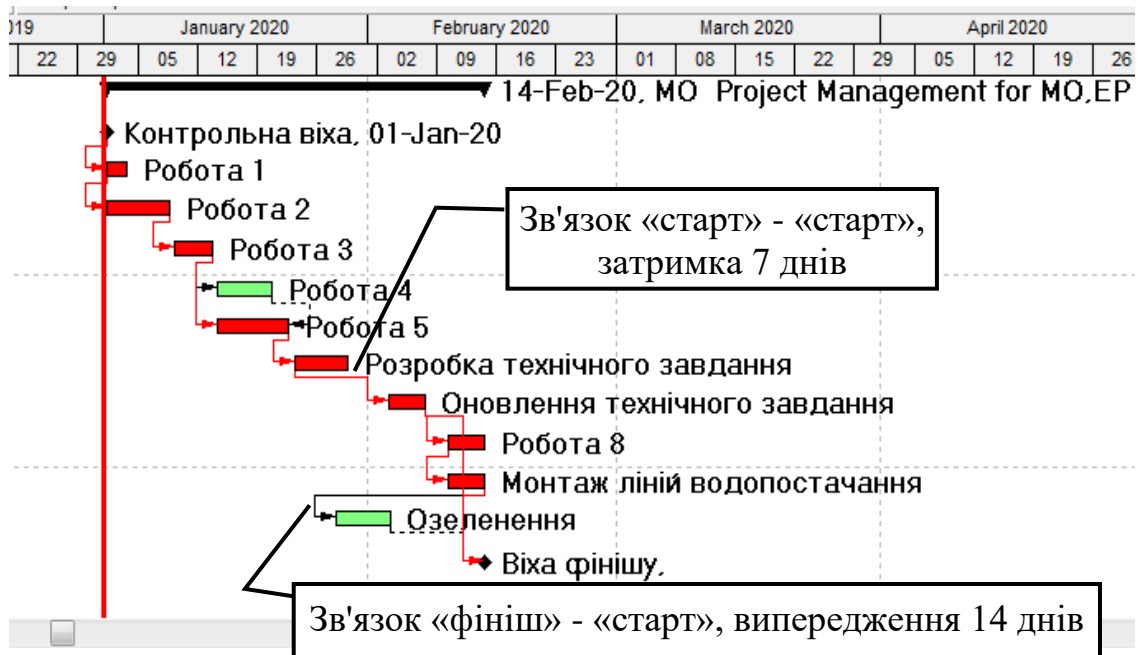 019 January 2020 February 2020 March 2020 April 2020
22 29 05 12 19 26 02 09 16 23 01 08 15 22 29 05 12 19 26
14-Feb-20, МО Project Management for МО,ЕР
Контрольна віха, 01-Jan-20
Робота 1
Робота 2
Зв'язок «старт» - «старт»,
затримка 7 днів
Робота 3
Робота 4
Робота 5
Розробка технічного завдання
Оновлення технічного завдання
Робота 8
Монтаж ліній водопостачання
Озеленення
Віха фінішу,
Зв'язок «фініш» - «старт», випередження 14 днів